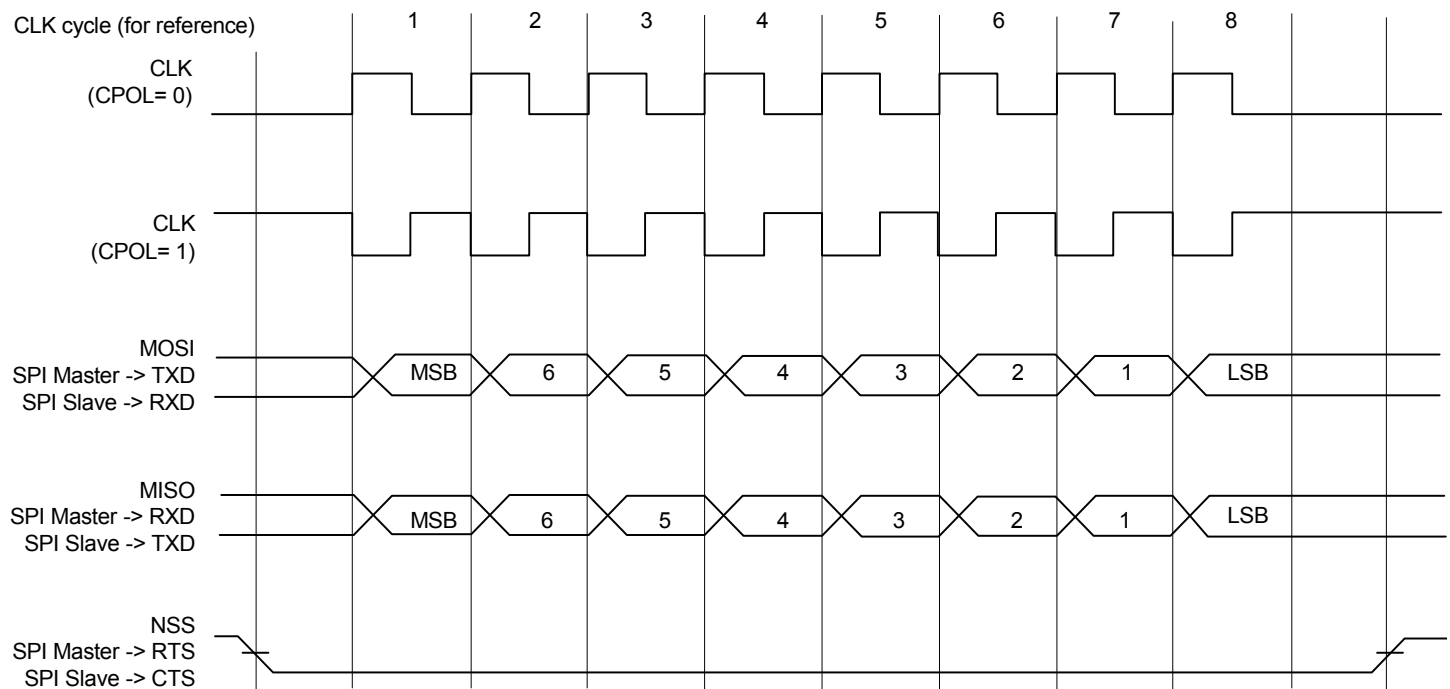 CLK cycle (for reference)
1 2 3 4 5 6 7 8
CLK
(CPOL= 0)
CLK
(CPOL= 1)
MOSI
SPI Master -> TXD
SPI Slave -> RXD
MSB 6 5 4 3 2 1 LSB
MISO
SPI Master -> RXD
SPI Slave -> TXD
MSB 6 5 4 3 2 1 LSB
NSS
SPI Master -> RTS
SPI Slave -> CTS